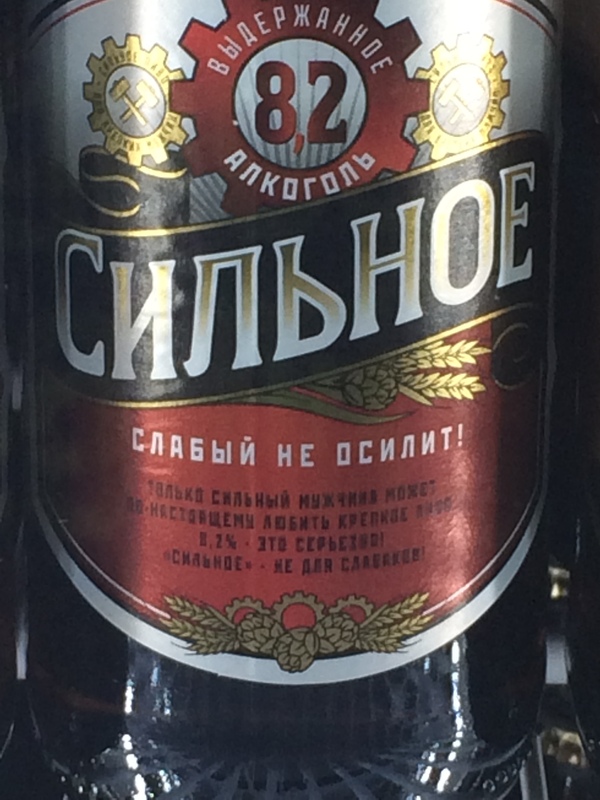 ВЫДЕРЖАННОЕ
8,2
АЛКОГОЛЬ
СИЛЬНОЕ
СЛАБЫЙ НЕ ОСИЛИТ!
ТОЛЬКО СИЛЬНЫЙ МУЖЧИНА МОЖЕТ
ПО-НАСТОЯЩЕМУ ЛЮБИТЬ КРЕПКОЕ ПИВО.
8,2% - ЭТО СЕРЬЕЗНО!
«СИЛЬНОЕ» - НЕ ДЛЯ СЛАБАКОВ!